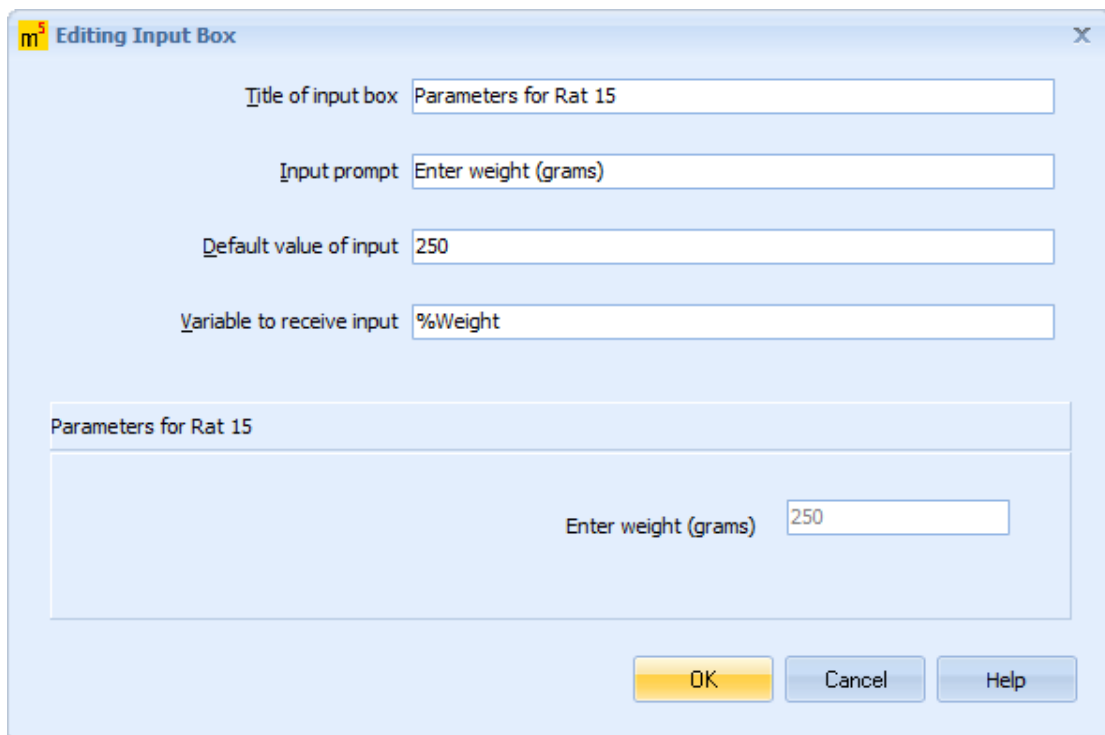 m5 Editing Input Box
Title of input box Parameters for Rat 15
Input prompt Enter weight (grams)
Default value of input 250
Variable to receive input %Weight
Parameters for Rat 15
Enter weight (grams) 250
OK Cancel Help